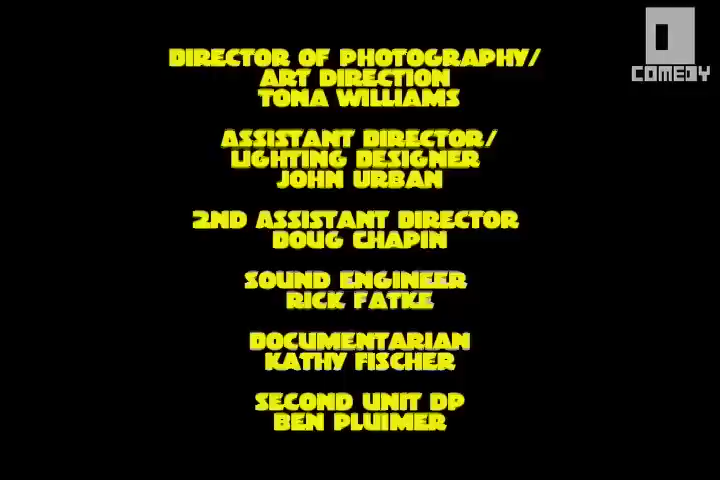 DIRECTOR OF PHOTOGRAPHY/
ART DIRECTION
TONA WILLIAMS
ASSISTANT DIRECTOR/
LIGHTING DESIGNER
JOHN URBAN
2ND ASSISTANT DIRECTOR
DOUG CHAPIN
SOUND ENGINEER
RICK FATKE
DOCUMENTARIAN
KATHY FISCHER
SECOND UNIT DP
BEN PLUIMER
COMEDY